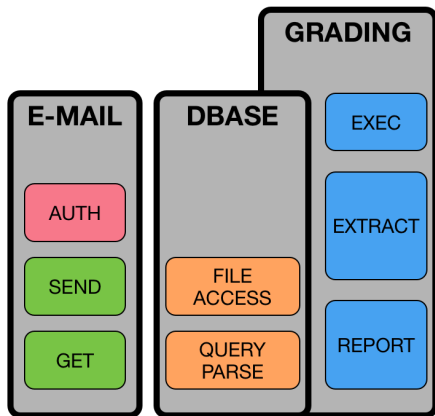 GRADING
E-MAIL
DBASE
EXEC
AUTH
EXTRACT
SEND
FILE
ACCESS
GET
QUERY
PARSE
REPORT